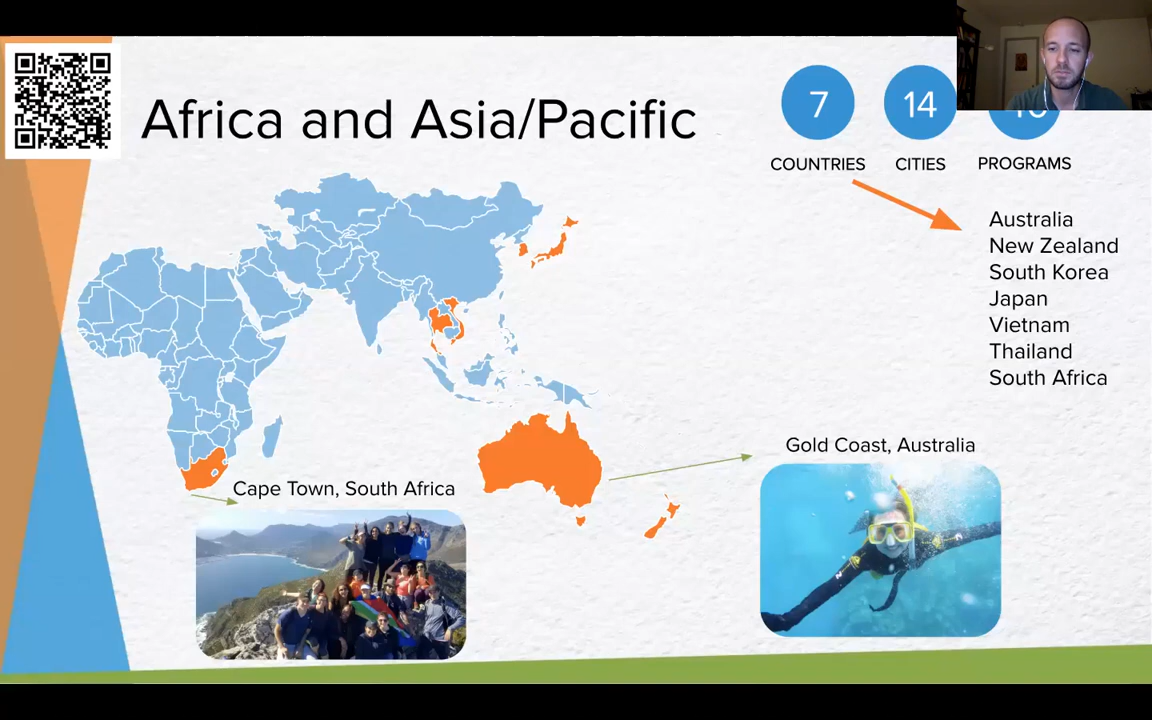 Africa and Asia/Pacific
7
14
COUNTRIES
CITIES
PROGRAMS
Australia
New Zealand
South Korea
Japan
Vietnam
Thailand
South Africa
Gold Coast, Australia
Cape Town, South Africa